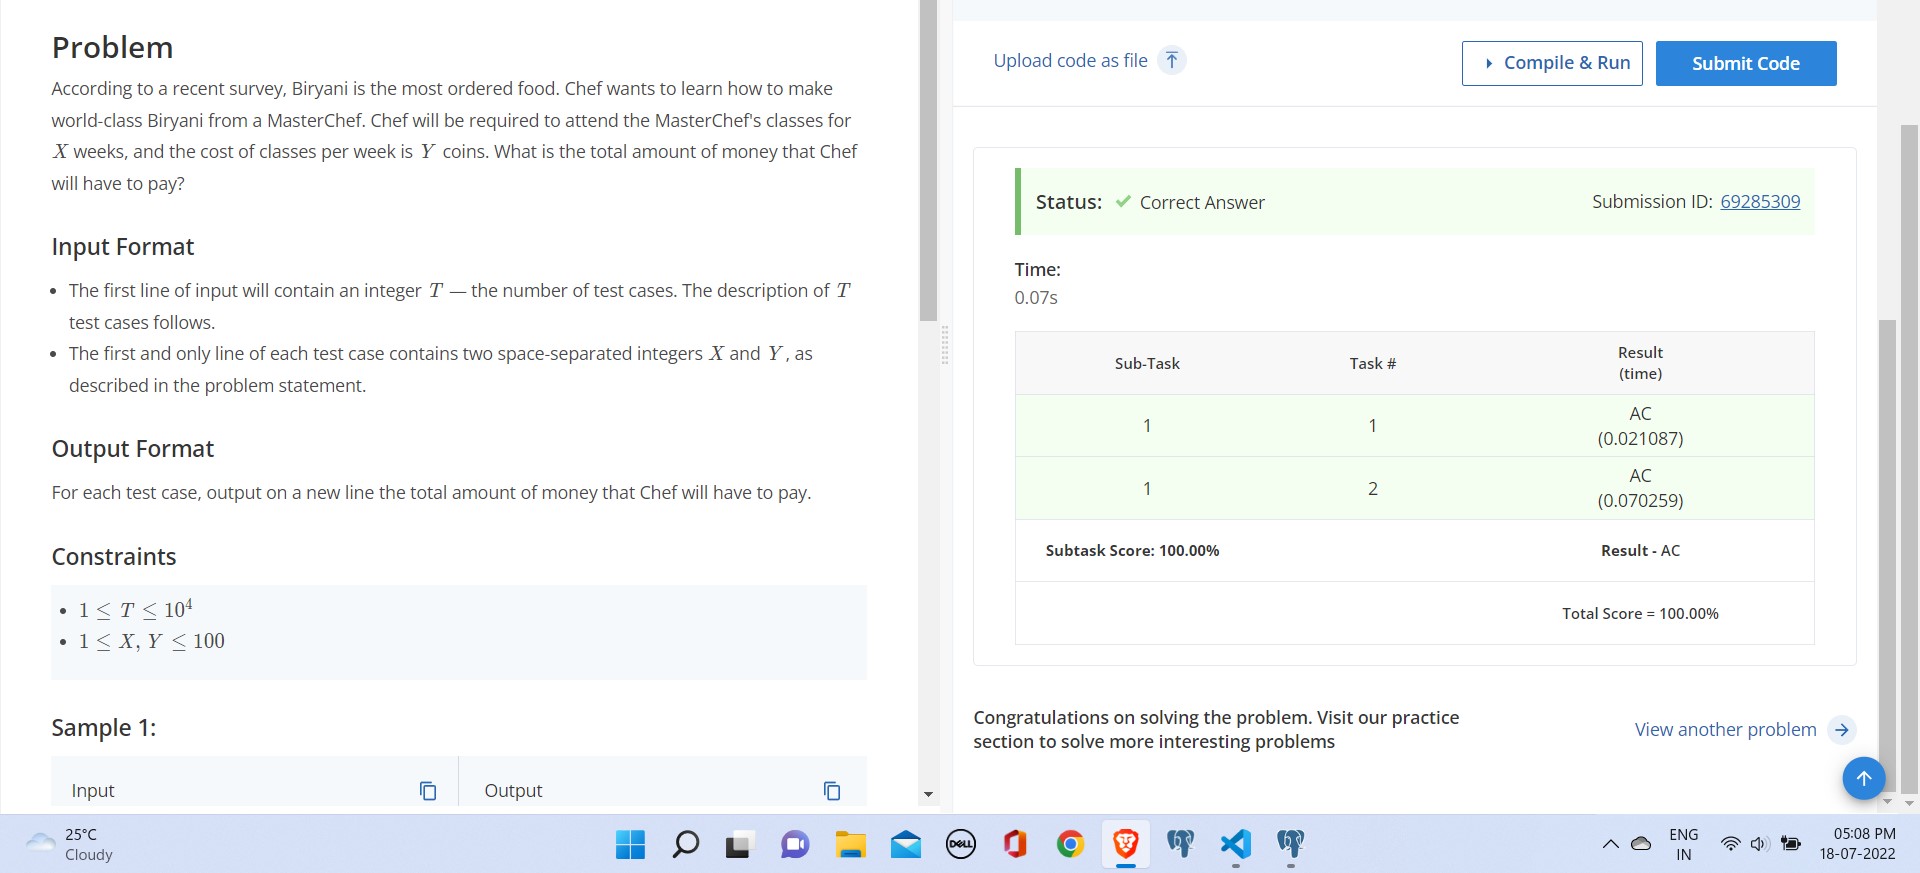 Problem
According to a recent survey, Biryani is the most ordered food. Chef wants to learn how to make
world-class Biryani from a MasterChef. Chef will be required to attend the MasterChef's classes for
X weeks, and the cost of classes per week is Y coins. What is the total amount of money that Chef
will have to pay?
Input Format
• The first line of input will contain an integer T — the number of test cases. The description of T
test cases follows.
• The first and only line of each test case contains two space-separated integers X and Y, as
described in the problem statement.
Output Format
For each test case, output on a new line the total amount of money that Chef will have to pay.
Constraints
• 1 ≤ T ≤ 10⁴
• 1 ≤ X, Y ≤ 100
Sample 1:
Input
Output
Upload code as file
Compile & Run
Submit Code
Status: Correct Answer
Submission ID: 69285309
Time:
0.07s
Sub-Task Task # Result
(time)
1 1 AC
(0.021087)
1 2 AC
(0.070259)
Subtask Score: 100.00% Result - AC
Total Score = 100.00%
Congratulations on solving the problem. Visit our practice
section to solve more interesting problems
View another problem
25°C
Cloudy
DELL
ENG
IN
05:08 PM
18-07-2022